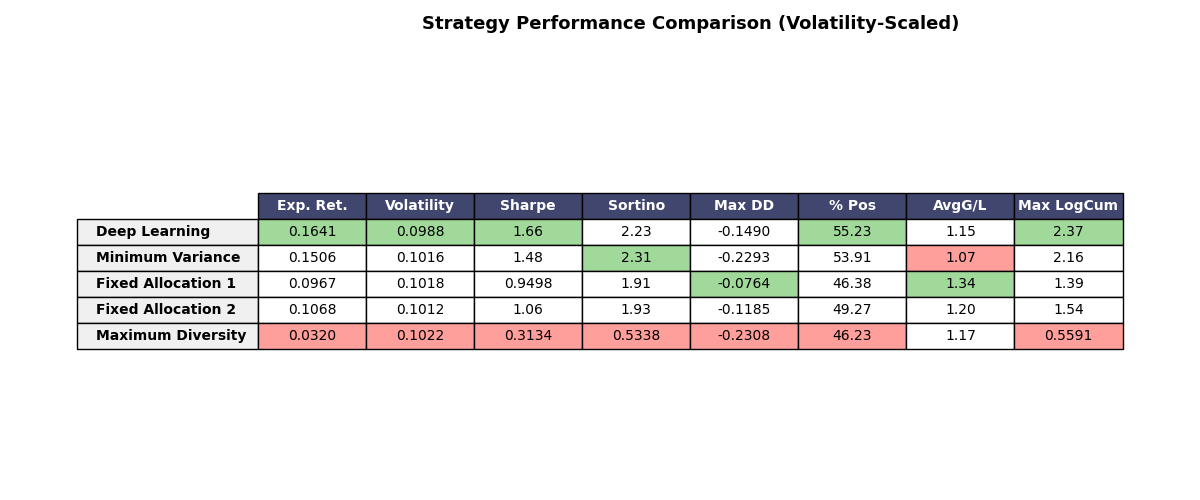 Strategy Performance Comparison (Volatility-Scaled)
Exp. Ret. Volatility Sharpe Sortino Max DD % Pos AvgG/L Max LogCum
Deep Learning 0.1641 0.0988 1.66 2.23 -0.1490 55.23 1.15 2.37
Minimum Variance 0.1506 0.1016 1.48 2.31 -0.2293 53.91 1.07 2.16
Fixed Allocation 1 0.0967 0.1018 0.9498 1.91 -0.0764 46.38 1.34 1.39
Fixed Allocation 2 0.1068 0.1012 1.06 1.93 -0.1185 49.27 1.20 1.54
Maximum Diversity 0.0320 0.1022 0.3134 0.5338 -0.2308 46.23 1.17 0.5591